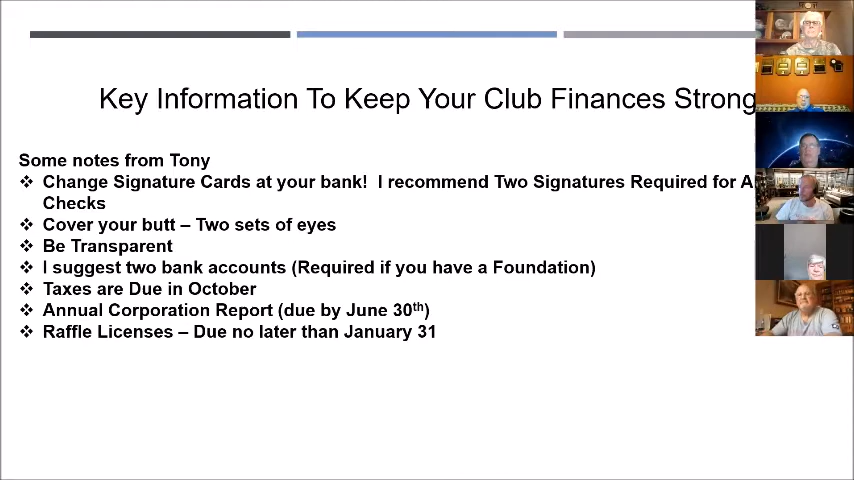 Key Information To Keep Your Club Finances Strong
Some notes from Tony
Change Signature Cards at your bank! I recommend Two Signatures Required for
Checks
Cover your butt – Two sets of eyes
Be Transparent
I suggest two bank accounts (Required if you have a Foundation)
Taxes are Due in October
Annual Corporation Report (due by June 30th)
Raffle Licenses – Due no later than January 31